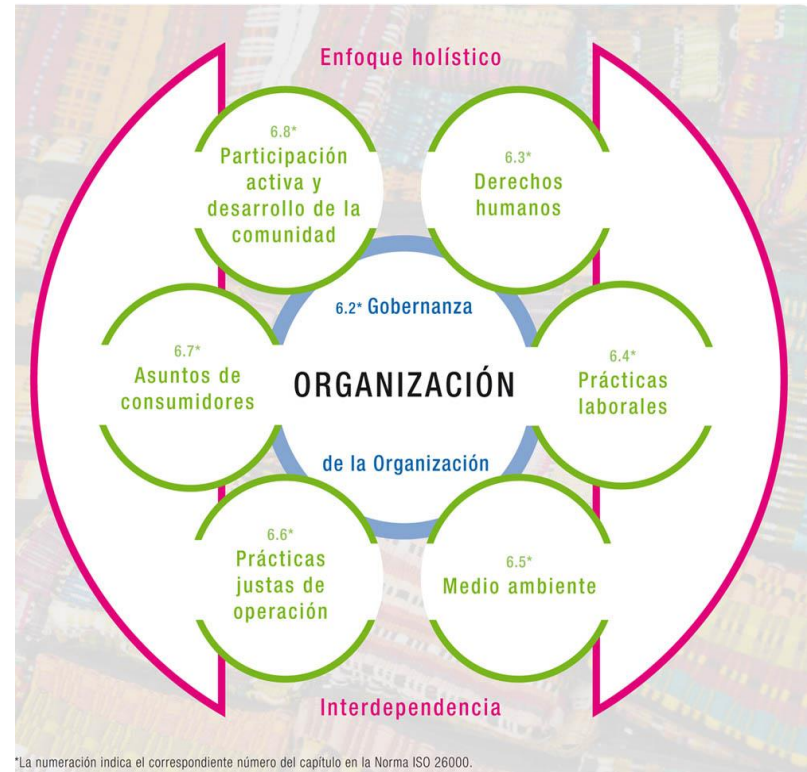 Enfoque holístico
6.8*
Participación
activa y
desarrollo de la
comunidad
6.3*
Derechos
humanos
6.2* Gobernanza
6.7*
Asuntos de
consumidores
ORGANIZACIÓN
6.4*
Prácticas
laborales
de la Organización
6.6*
Prácticas
justas de
operación
6.5*
Medio ambiente
Interdependencia
*La numeración indica el correspondiente número del capítulo en la Norma ISO 26000.